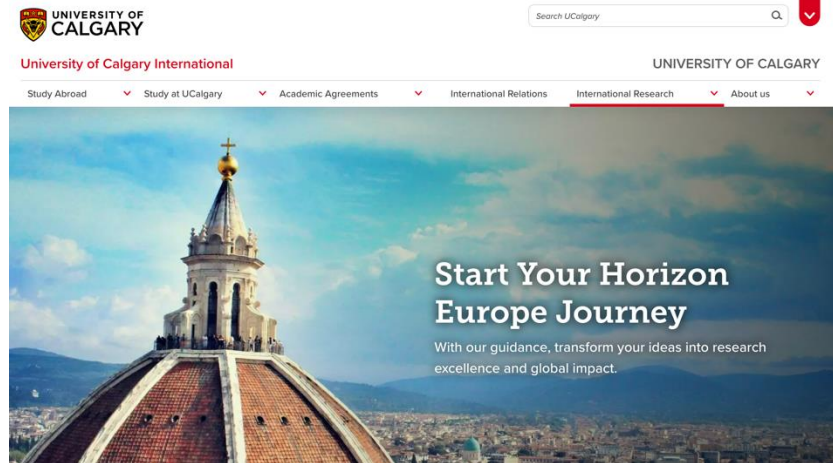 UNIVERSITY OF
CALGARY
Search UCalgary
University of Calgary International
UNIVERSITY OF CALGARY
Study Abroad
Study at UCalgary
Academic Agreements
International Relations
International Research
About us
Start Your Horizon
Europe Journey
With our guidance, transform your ideas into research
excellence and global impact.